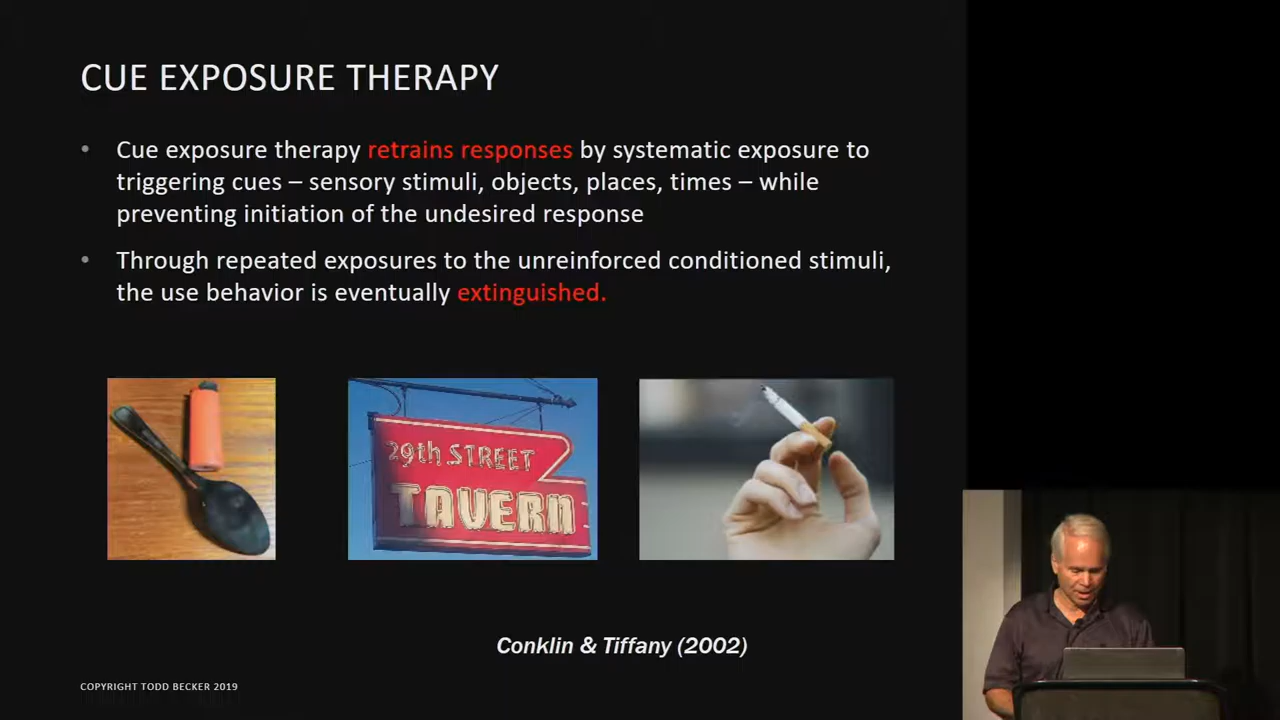 CUE EXPOSURE THERAPY
• Cue exposure therapy retrains responses by systematic exposure to
triggering cues – sensory stimuli, objects, places, times – while
preventing initiation of the undesired response
• Through repeated exposures to the unreinforced conditioned stimuli,
the use behavior is eventually extinguished.
29th STREET
TAVERN
Conklin & Tiffany (2002)
COPYRIGHT TODD BECKER 2019